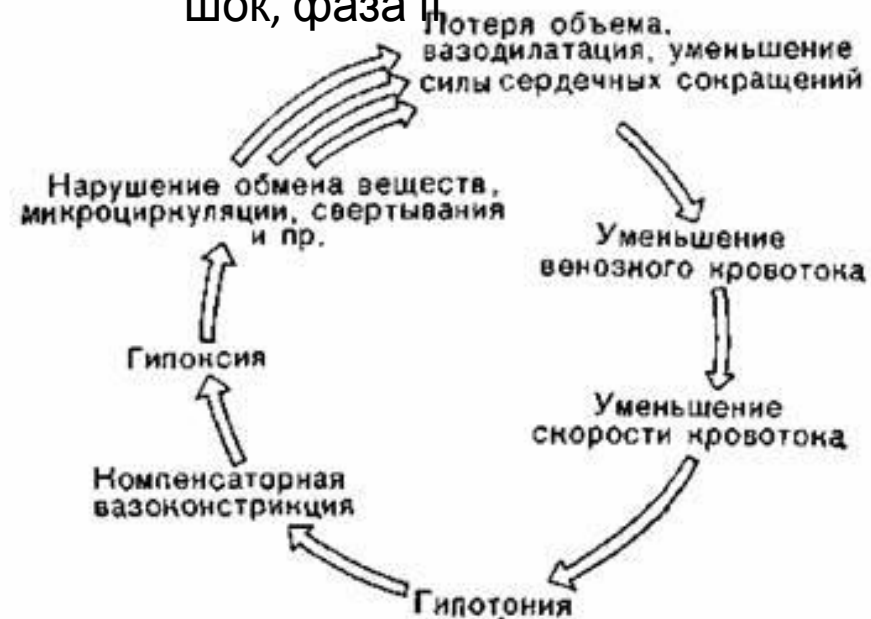 шок, фаза II
Потеря объема,
вазодилатация, уменьшение
силы сердечных сокращений
Уменьшение
венозного кровотока
Уменьшение
скорости кровотока
Гипотония
Компенсаторная
вазоконстрикция
Гипоксия
Нарушение обмена веществ,
микроциркуляции, свертывания
и пр.